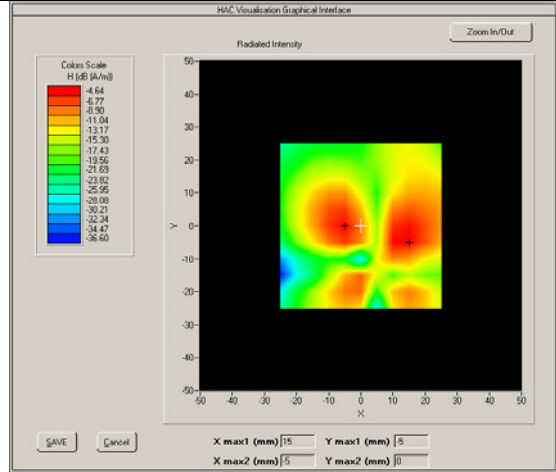 HAC Visualisation Graphical Interface
Zoom In/Out
Radiated Intensity
Colors Scale
H (dB (A/m))
-4.64
-6.77
-8.90
-11.04
-13.17
-15.30
-17.43
-19.56
-21.69
-23.82
-25.95
-28.08
-30.21
-32.34
-34.47
-36.60
50
40
30
20
10
Y
0
-10
-20
-30
-40
-50
-50 -40 -30 -20 -10 0 10 20 30 40 50
X
SAVE Cancel
X max1 (mm) 15 Y max1 (mm) -5
X max2 (mm) -5 Y max2 (mm) 0